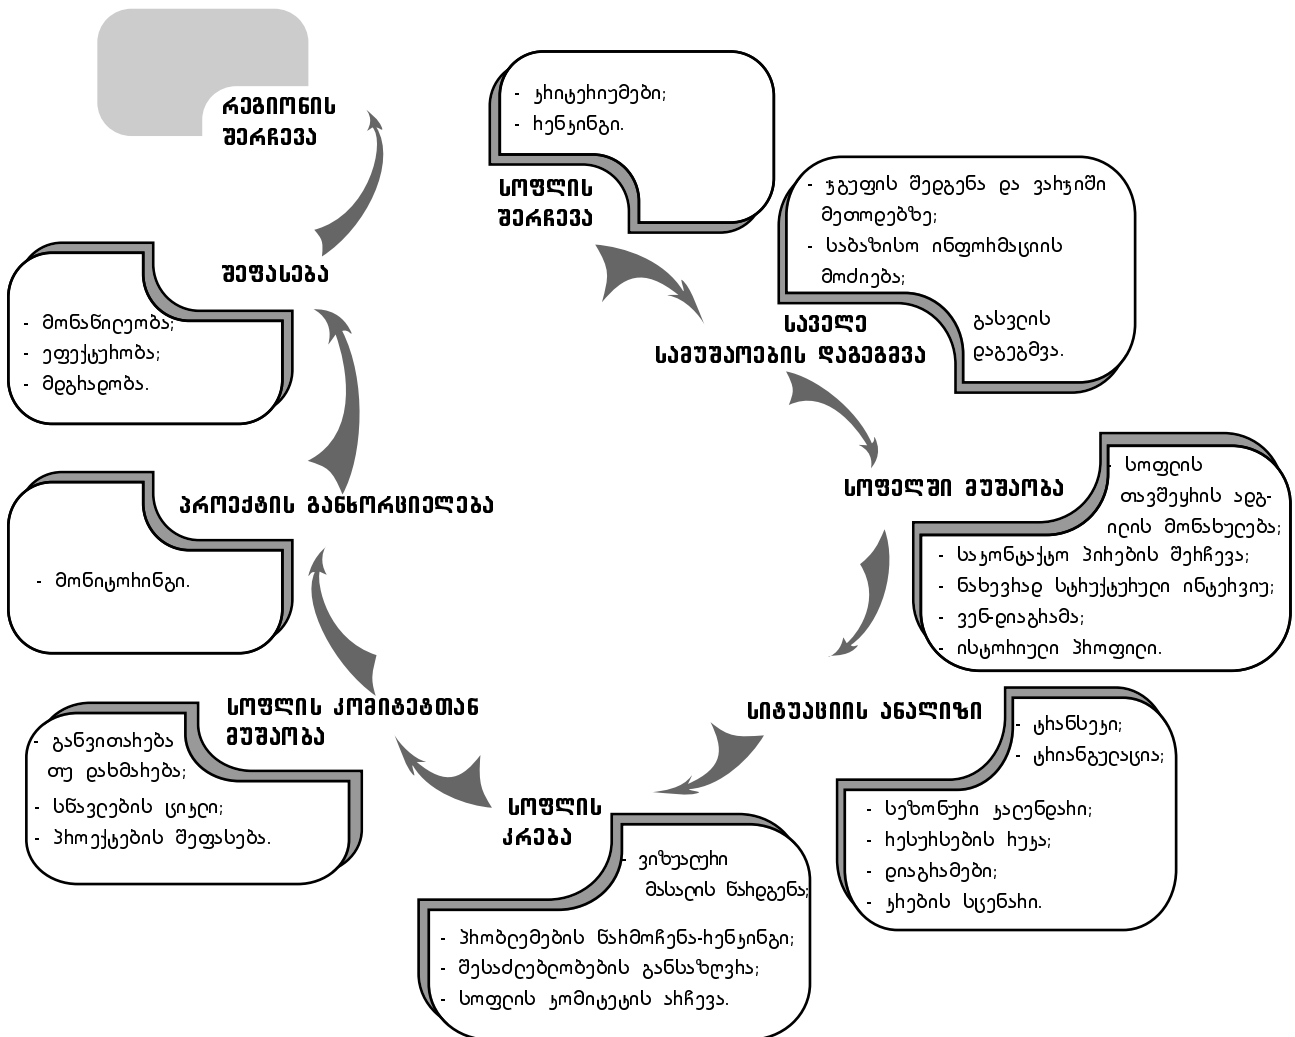 რეგიონის
შერჩევა
- კრიტერიუმები;
- რენკინგი.
სოფლის
შერჩევა
- ჯგუფის შედგენა და ვარჯიში
მეთოდებზე;
- საბაზისო ინფორმაციის
მოძიება;
გასვლის
დაგეგმვა.
საველე
სამუშაოების დაგეგმვა
- სოფლის
თავშეყრის ადგ-
ილის მონახულება;
- საკონტაქტო პირების შერჩევა;
- ნახევრად სტრუქტურული ინტერვიუ;
- ვენ-დიაგრამა;
- ისტორიული პროფილი.
სოფელში მუშაობა
სიტუაციის ანალიზი
- ტრანსექტი;
- ტრიანგულაცია;
- სეზონური კალენდარი;
- რესურსების რუკა;
- დიაგრამები;
- კრების სცენარი.
სოფლის
კრება
- ვიზუალური
მასალის წარდგენა;
- პრობლემების წარმოჩენა-რენკინგი;
- შესაძლებლობების განსაზღვრა;
- სოფლის კომიტეტის არჩევა.
სოფლის კომიტეტთან
მუშაობა
- განვითარება
თუ დახმარება;
- სწავლების ციკლი;
- პროექტების შეფასება.
პროექტის განხორციელება
- მონიტორინგი.
შეფასება
- მონაწილეობა;
- ეფექტურობა;
- მდგრადობა.